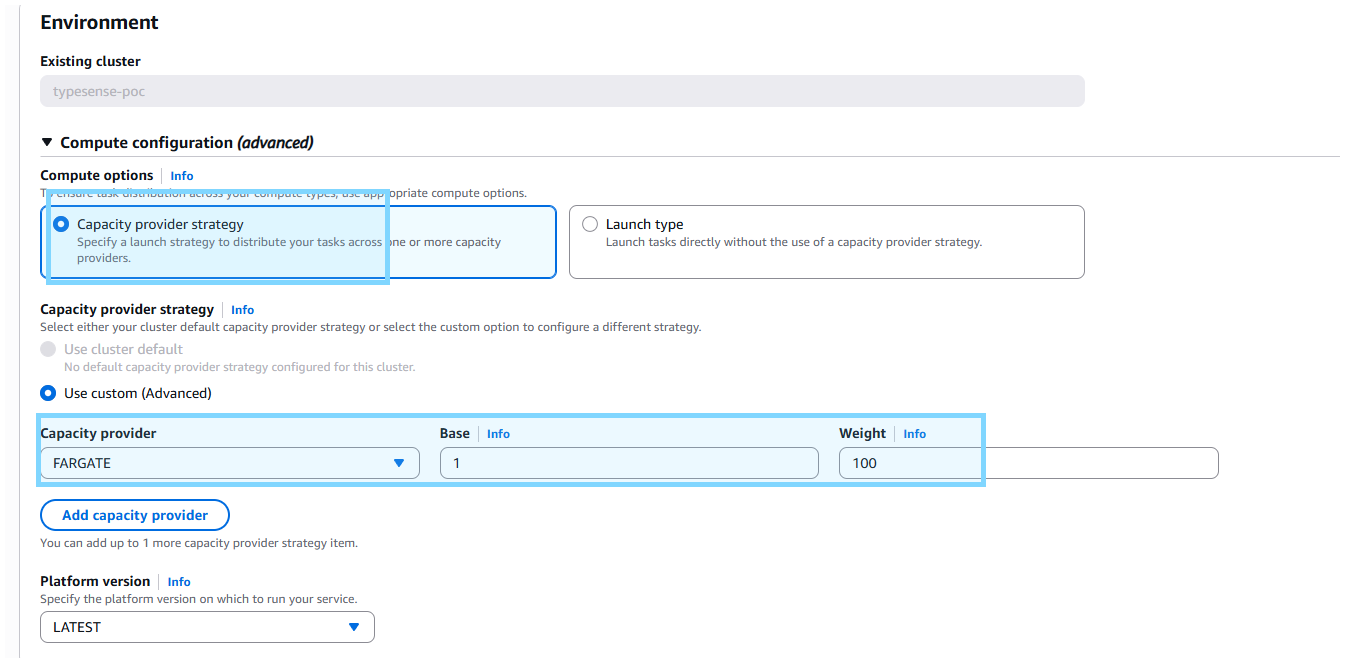 Environment
Existing cluster
typesense-poc
Compute configuration (advanced)
Compute options Info
To ensure task distribution across your compute types, use appropriate compute options.
Capacity provider strategy
Specify a launch strategy to distribute your tasks across one or more capacity
providers.
Launch type
Launch tasks directly without the use of a capacity provider strategy.
Capacity provider strategy Info
Select either your cluster default capacity provider strategy or select the custom option to configure a different strategy.
Use cluster default
No default capacity provider strategy configured for this cluster.
Use custom (Advanced)
Capacity provider Base Info Weight Info
FARGATE 1 100
Add capacity provider
You can add up to 1 more capacity provider strategy item.
Platform version Info
Specify the platform version on which to run your service.
LATEST